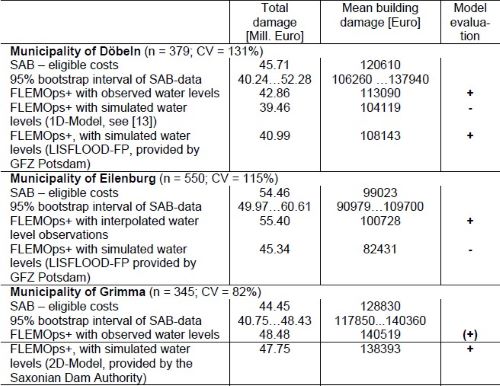 Total damage [Mill. Euro] Mean building damage [Euro] Model evalua-tion
Municipality of Döbeln (n = 379; CV = 131%)
SAB – eligible costs 45.71 120610
95% bootstrap interval of SAB-data 40.24…52.28 106260 …137940
FLEMOps+ with observed water levels 42.86 113090 +
FLEMOps+ with simulated water 39.46 104119 -
levels (1D-Model, see [13])
FLEMOps+, with simulated water 40.99 108143 +
levels (LISFLOOD-FP, provided by
GFZ Potsdam)
Municipality of Eilenburg (n = 550; CV = 115%)
SAB – eligible costs 54.46 99023
95% bootstrap interval of SAB-data 49.97…60.61 90979…109700
FLEMOps+ with interpolated water 55.40 100728 +
level observations
FLEMOps+ with simulated water 45.34 82431 -
levels (LISFLOOD-FP provided by
GFZ Potsdam)
Municipality of Grimma (n = 345; CV = 82%)
SAB – eligible costs 44.45 128830
95% bootstrap interval of SAB-data 40.75…48.43 117850...140360
FLEMOps+ with observed water levels 48.48 140519 (+)
FLEMOps+, with simulated water 47.75 138393 +
levels (2D-Model, provided by the
Saxonian Dam Authority)